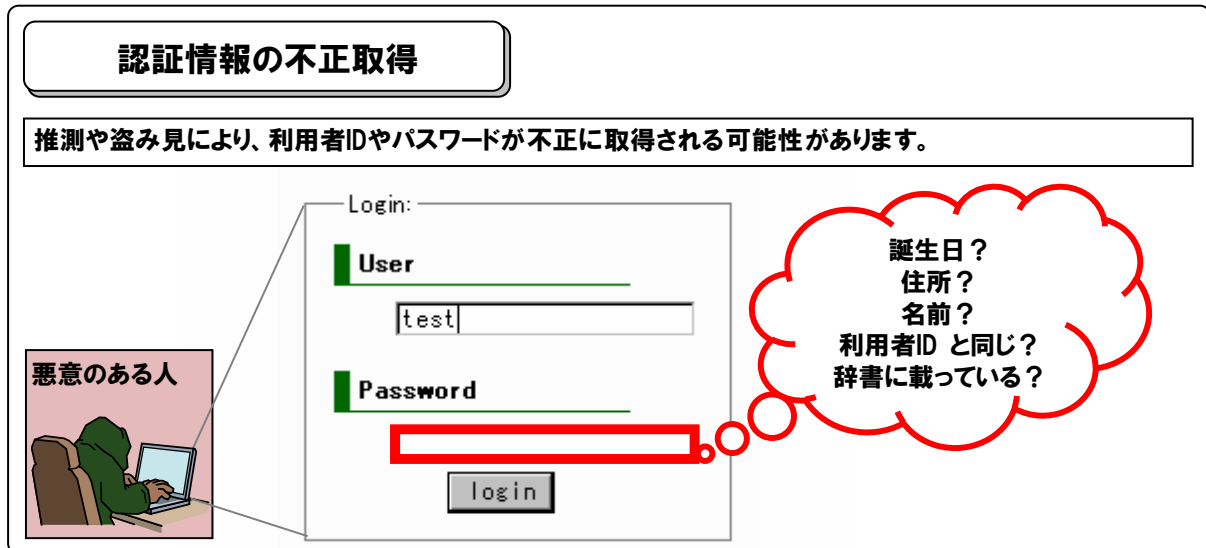 認証情報の不正取得
推測や盗み見により、利用者IDやパスワードが不正に取得される可能性があります。
Login:
User
test
Password
login
誕生日？
住所？
名前？
利用者ID と同じ？
辞書に載っている？
悪意のある人